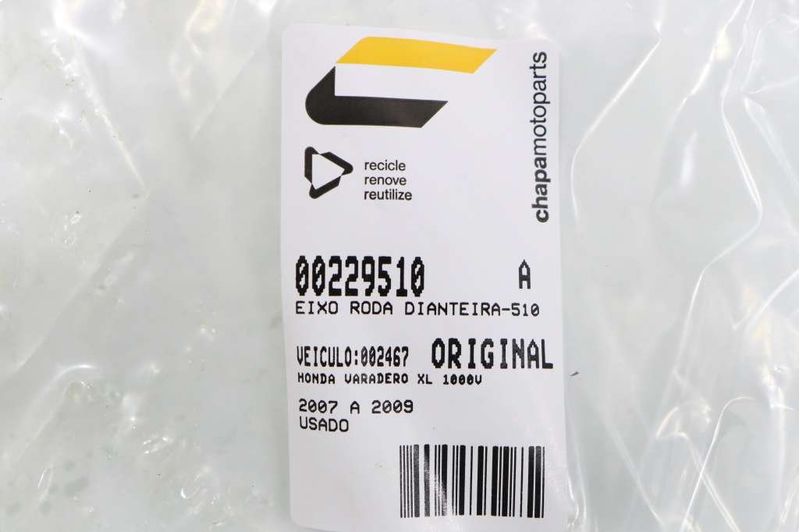 chapamotoparts
recicle
renove
reutilize
00229510 A
EIXO RODA DIANTEIRA-510
VEICULO:002467 ORIGINAL
HONDA VARADERO XL 1000V
2007 A 2009
USADO